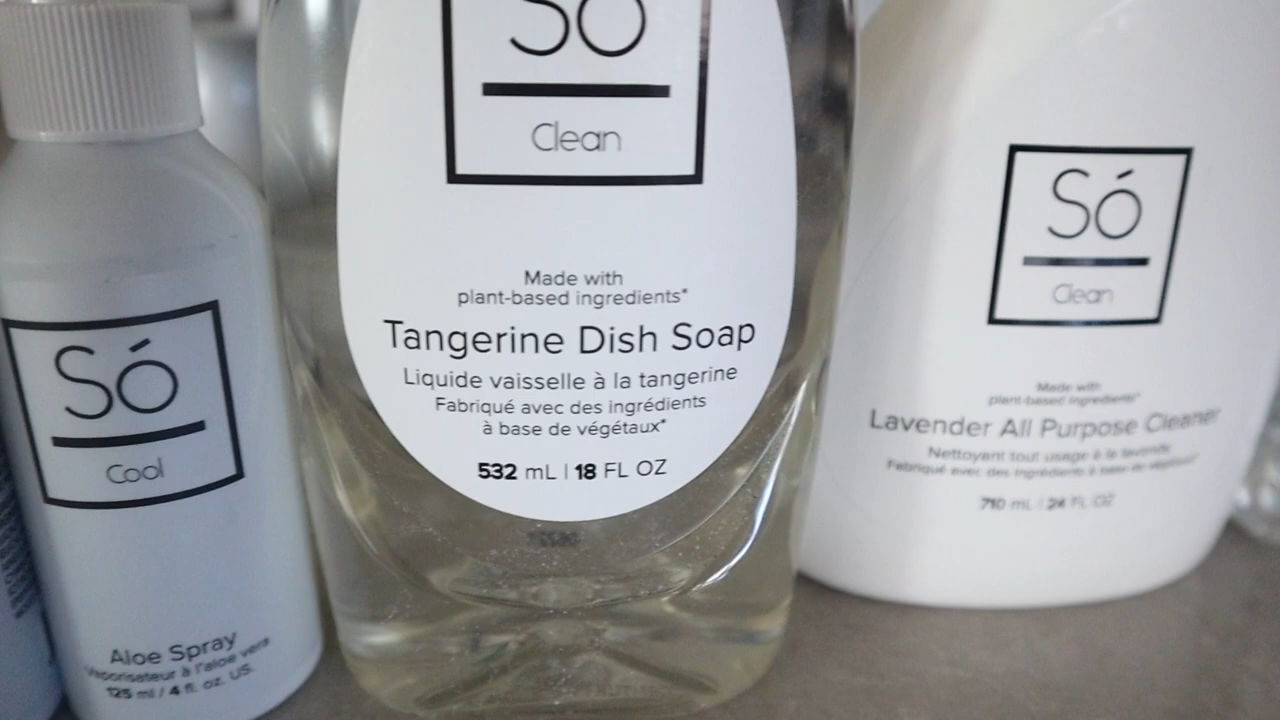 Só
Cool
Aloe Spray
Vaporisateur à l'aloe vera
125 ml / 4 fl. oz. US.
Só
Clean
Made with
plant-based ingredients*
Tangerine Dish Soap
Liquide vaisselle à la tangerine
Fabriqué avec des ingrédients
à base de végétaux*
532 mL | 18 FL OZ
Só
Clean
Made with
plant-based ingredients*
Lavender All Purpose Cleaner
Nettoyant tout usage à la lavende
Fabriqué avec des ingrédients à base de végétaux*
710 mL | 24 FL OZ